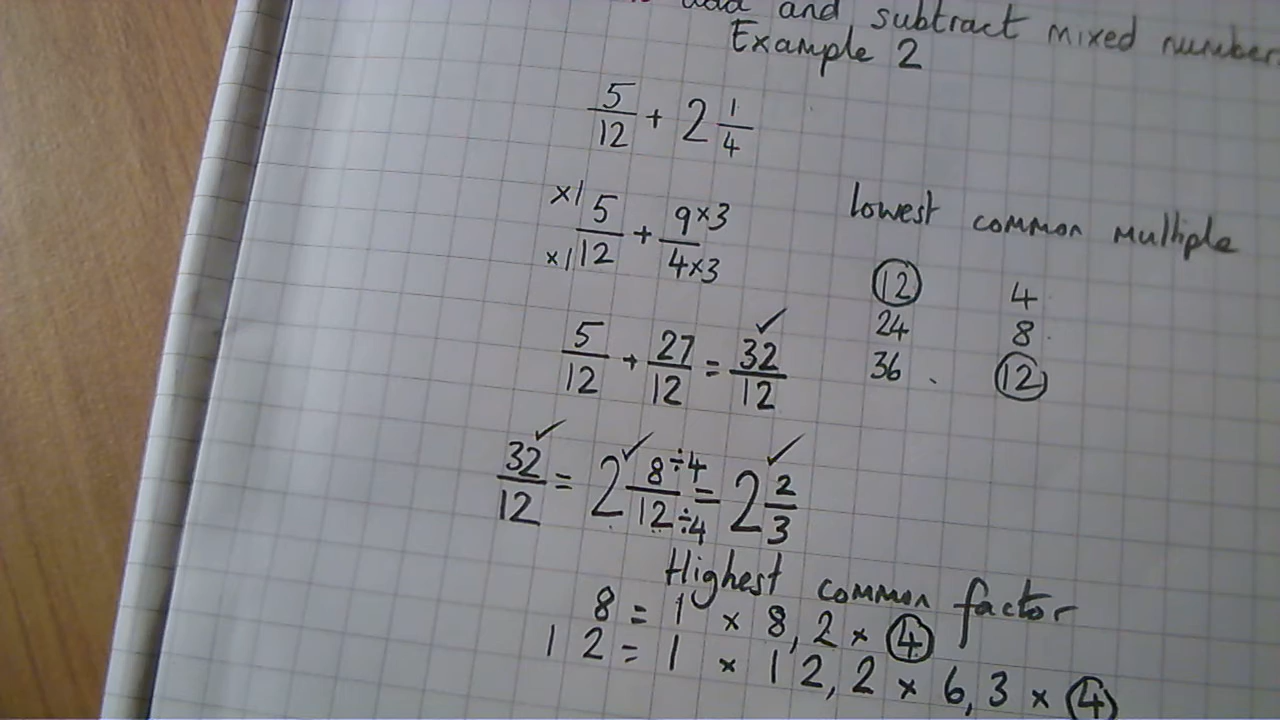 add and subtract mixed number
Example 2
5/12 + 2 1/4
×1 5/12 ×1 + 9×3/4×3
lowest common multiple
12 4
24 8
36 12
5/12 + 27/12 = 32/12 ✓
32/12 ✓ = 2 8÷4/12÷4 ✓ = 2 2/3 ✓
Highest common factor
8 = 1 × 8, 2 × 4
12 = 1 × 12, 2 × 6, 3 × 4